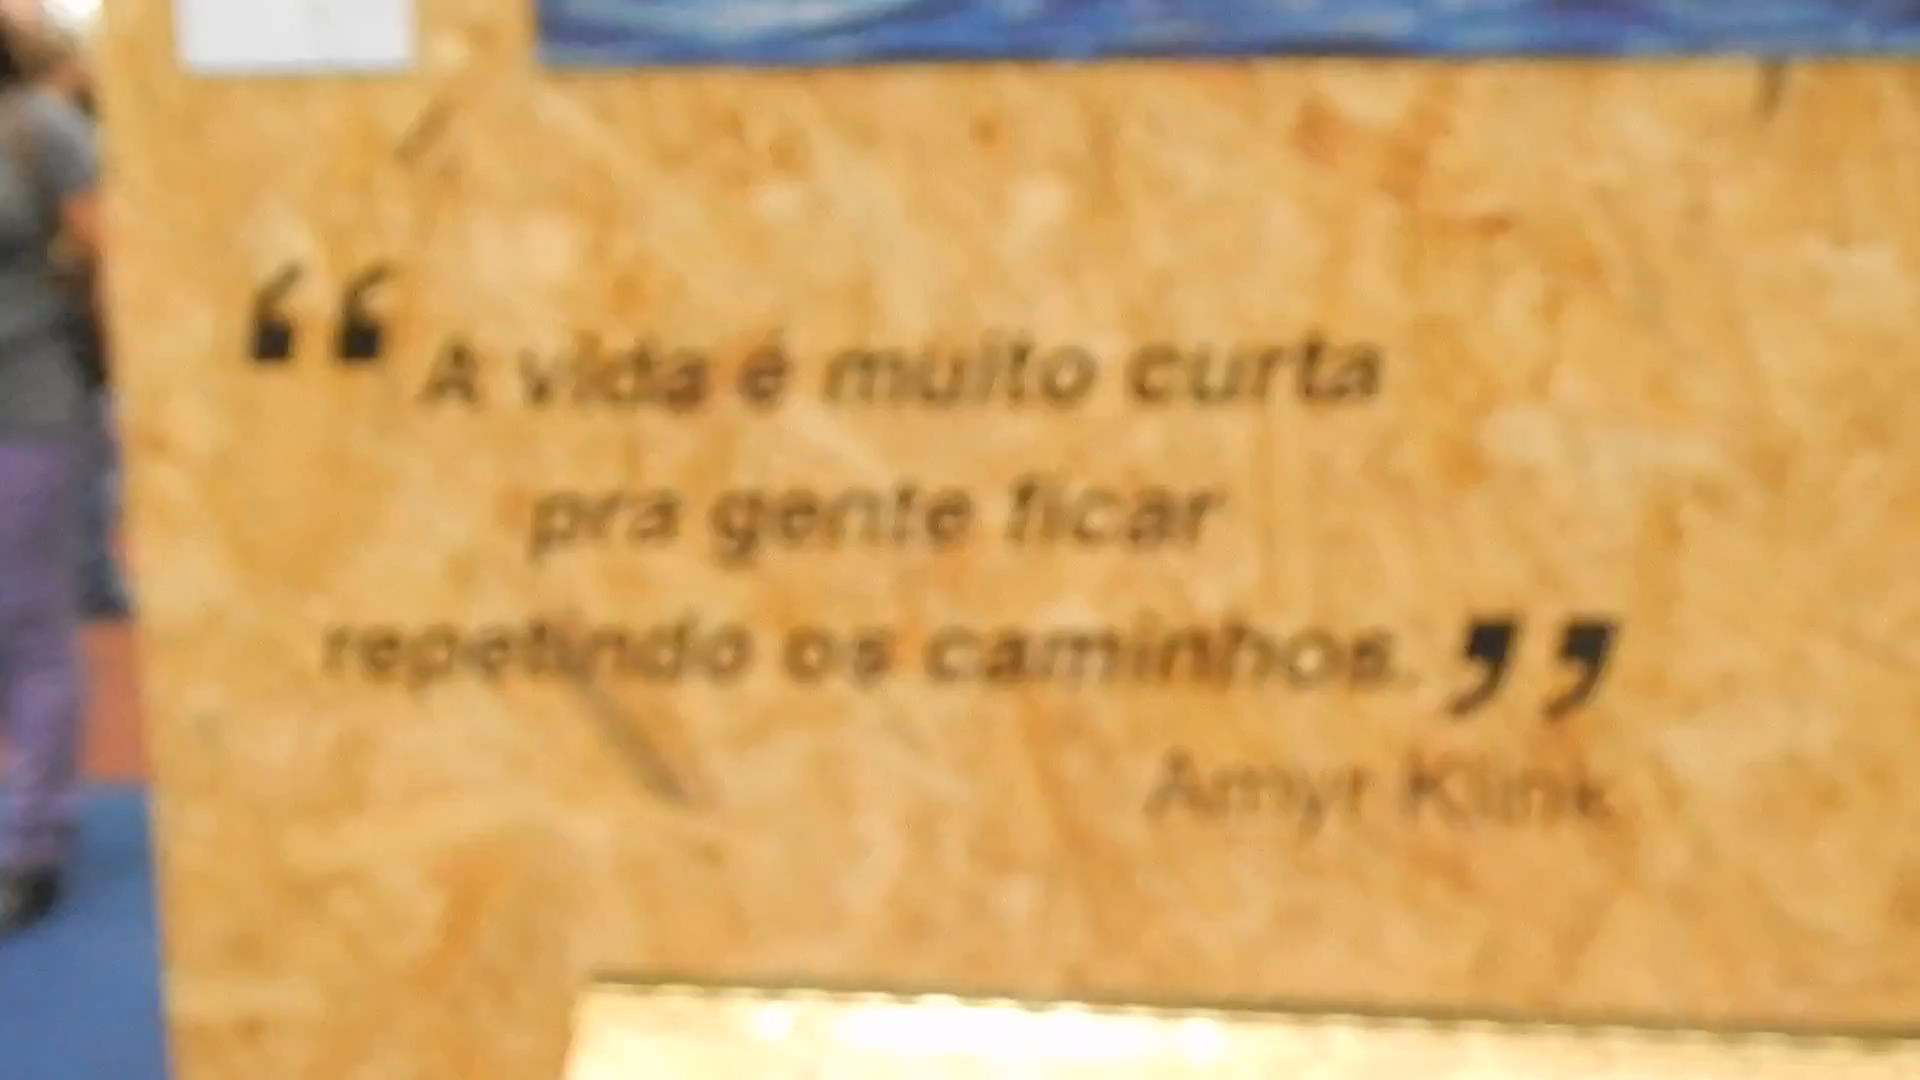 “A vida é muito curta
pra gente ficar
repetindo os caminhos.”
Amyr Klink